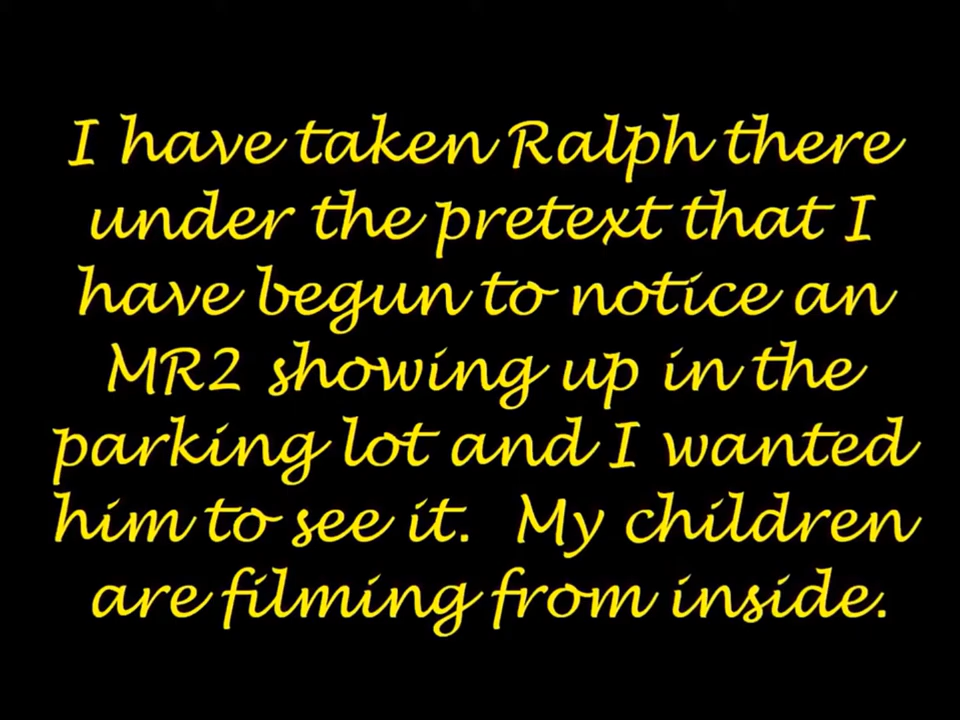 I have taken Ralph there
under the pretext that I
have begun to notice an
MR2 showing up in the
parking lot and I wanted
him to see it. My children
are filming from inside.